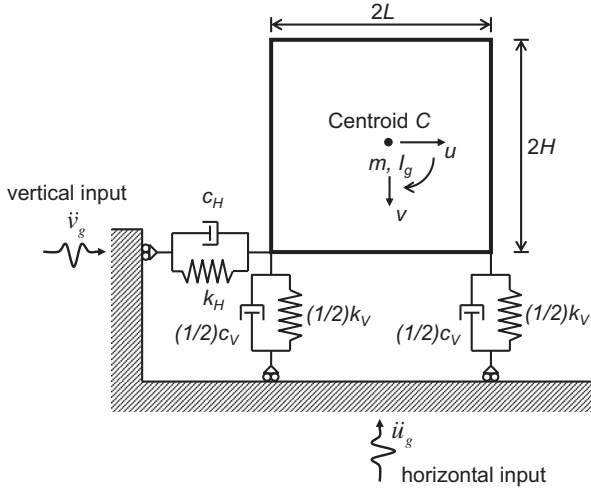 2L
Centroid C
m, I_g
u
v
2H
vertical input
v̈_g
c_H
k_H
(1/2)c_V
(1/2)k_V
(1/2)c_V
(1/2)k_V
ü_g
horizontal input